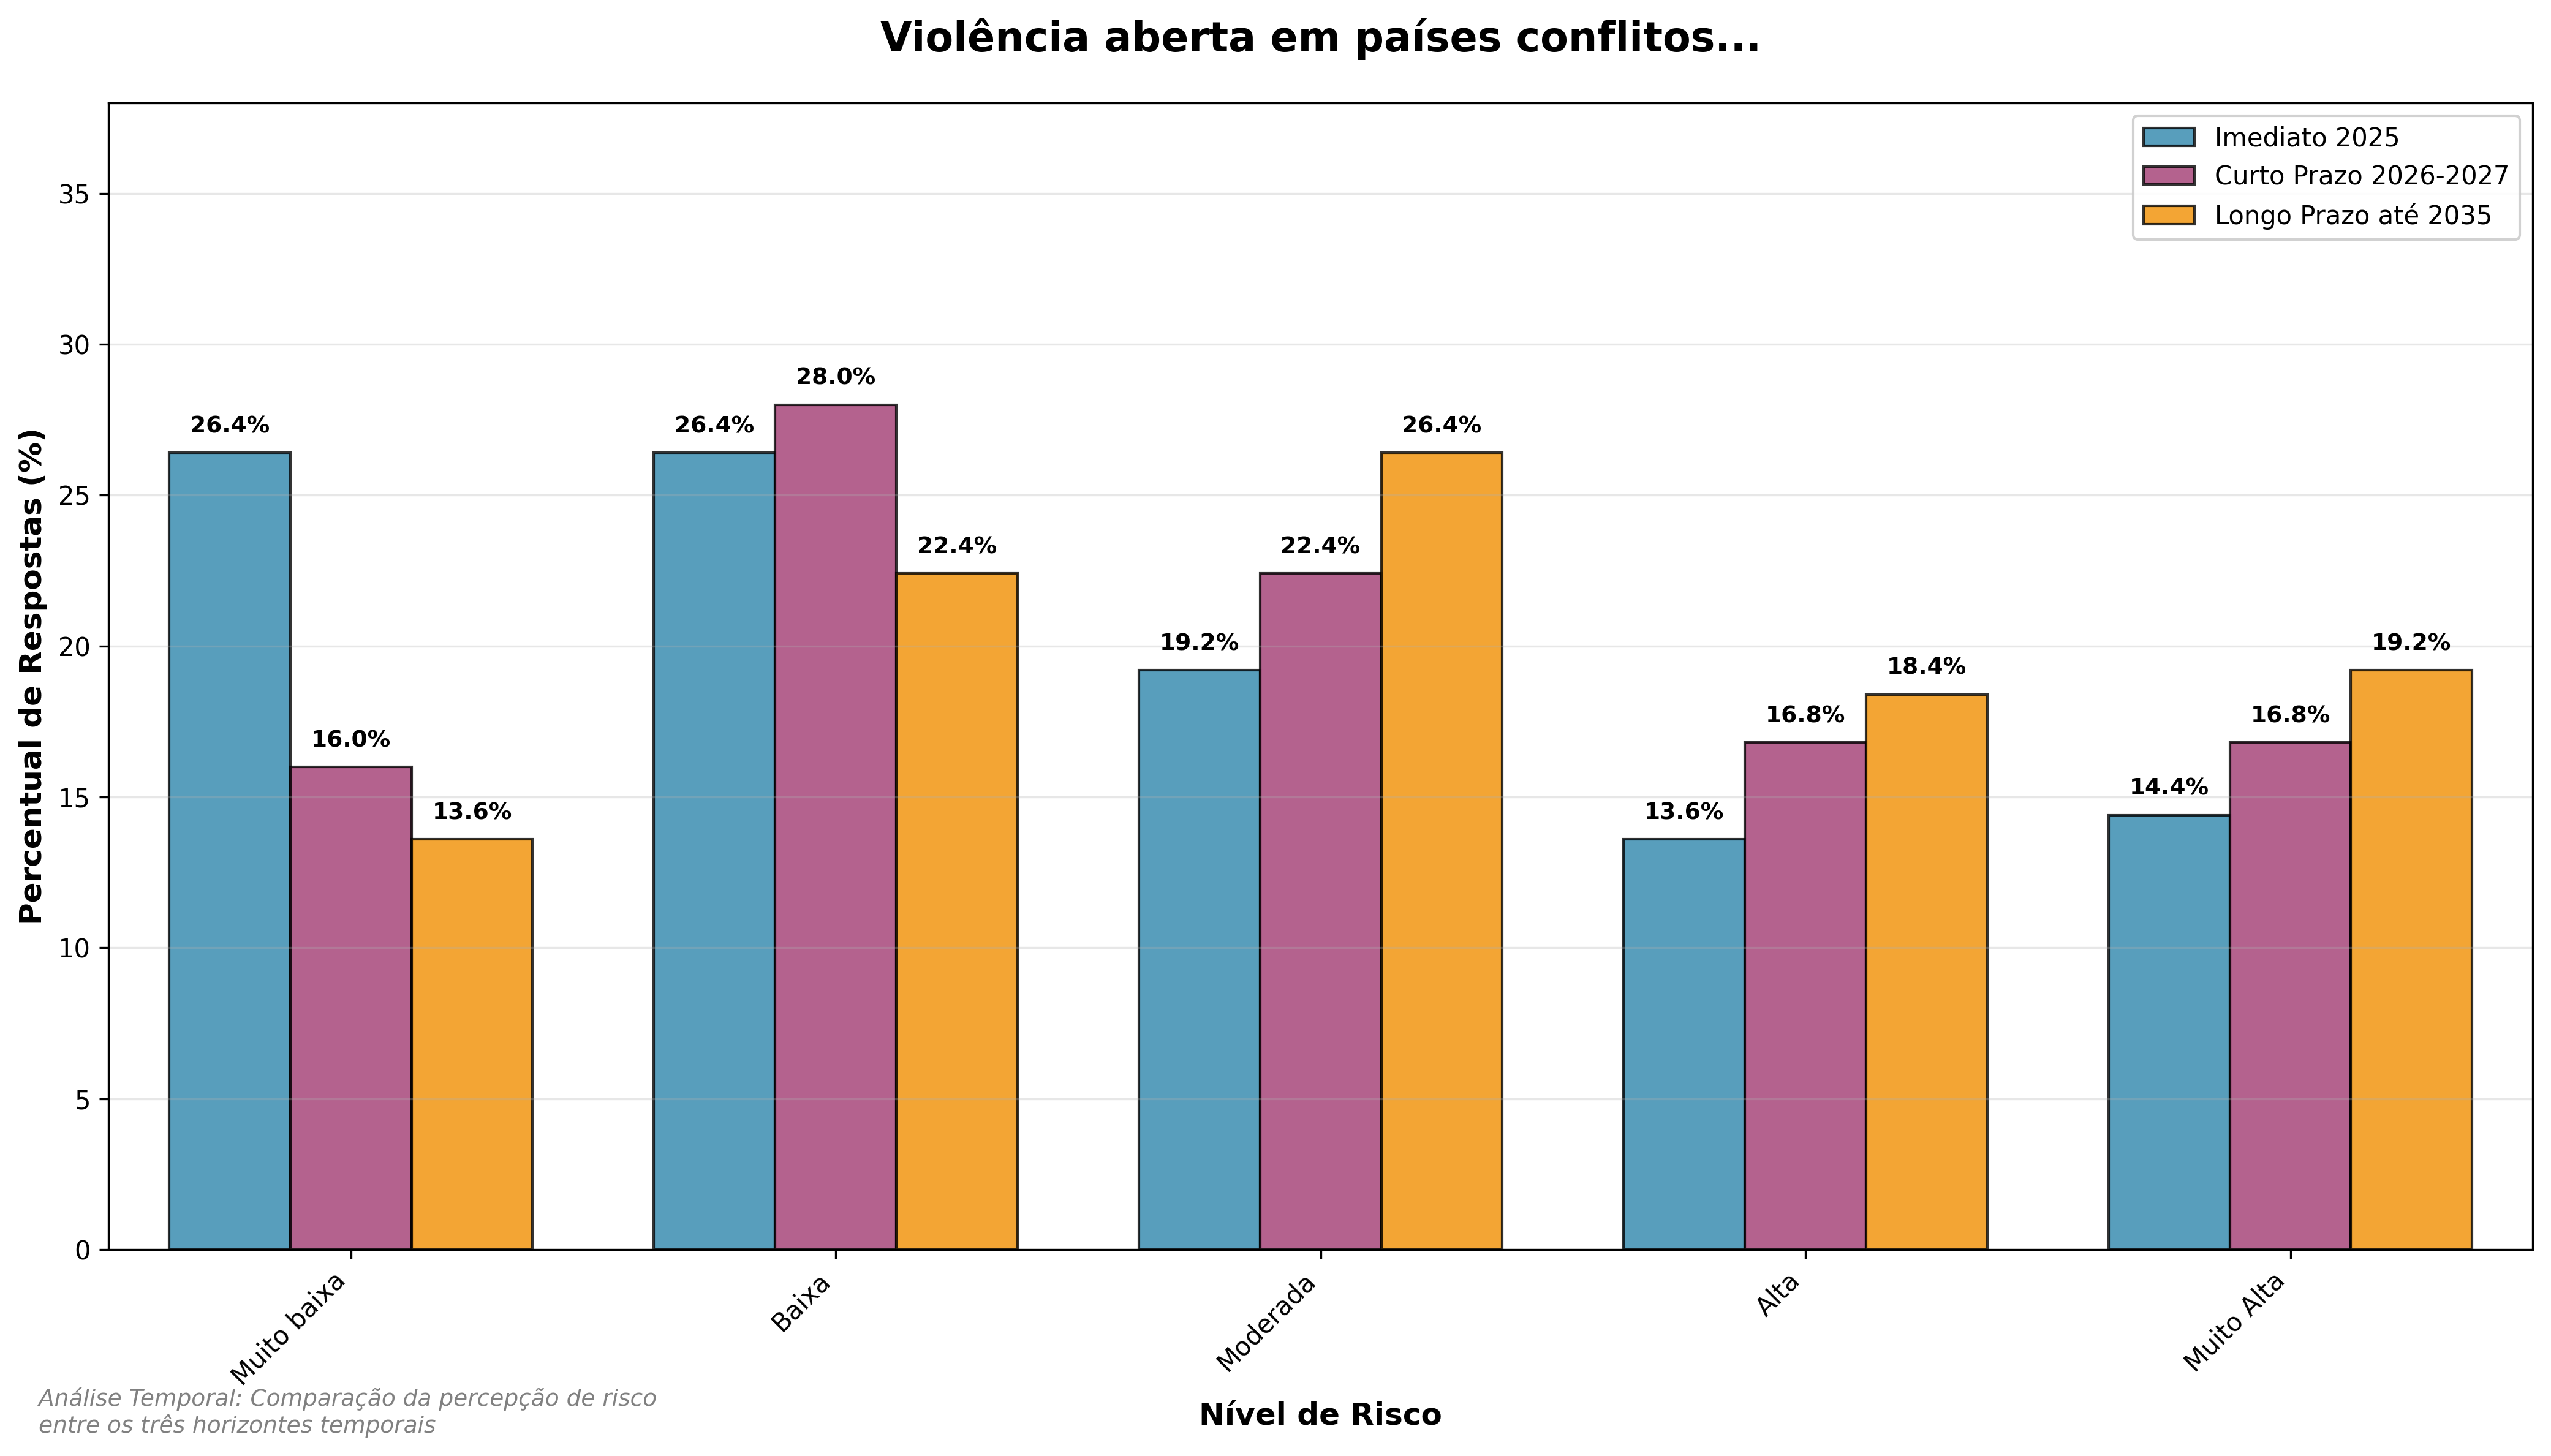 Violência aberta em países conflitos...
Imediato 2025
Curto Prazo 2026-2027
Longo Prazo até 2035
Percentual de Respostas (%)
35
30
25
20
15
10
5
0
26.4%
16.0%
13.6%
26.4%
28.0%
22.4%
19.2%
22.4%
26.4%
13.6%
16.8%
18.4%
14.4%
16.8%
19.2%
Muito baixa
Baixa
Moderada
Alta
Muito Alta
Nível de Risco
Análise Temporal: Comparação da percepção de risco
entre os três horizontes temporais